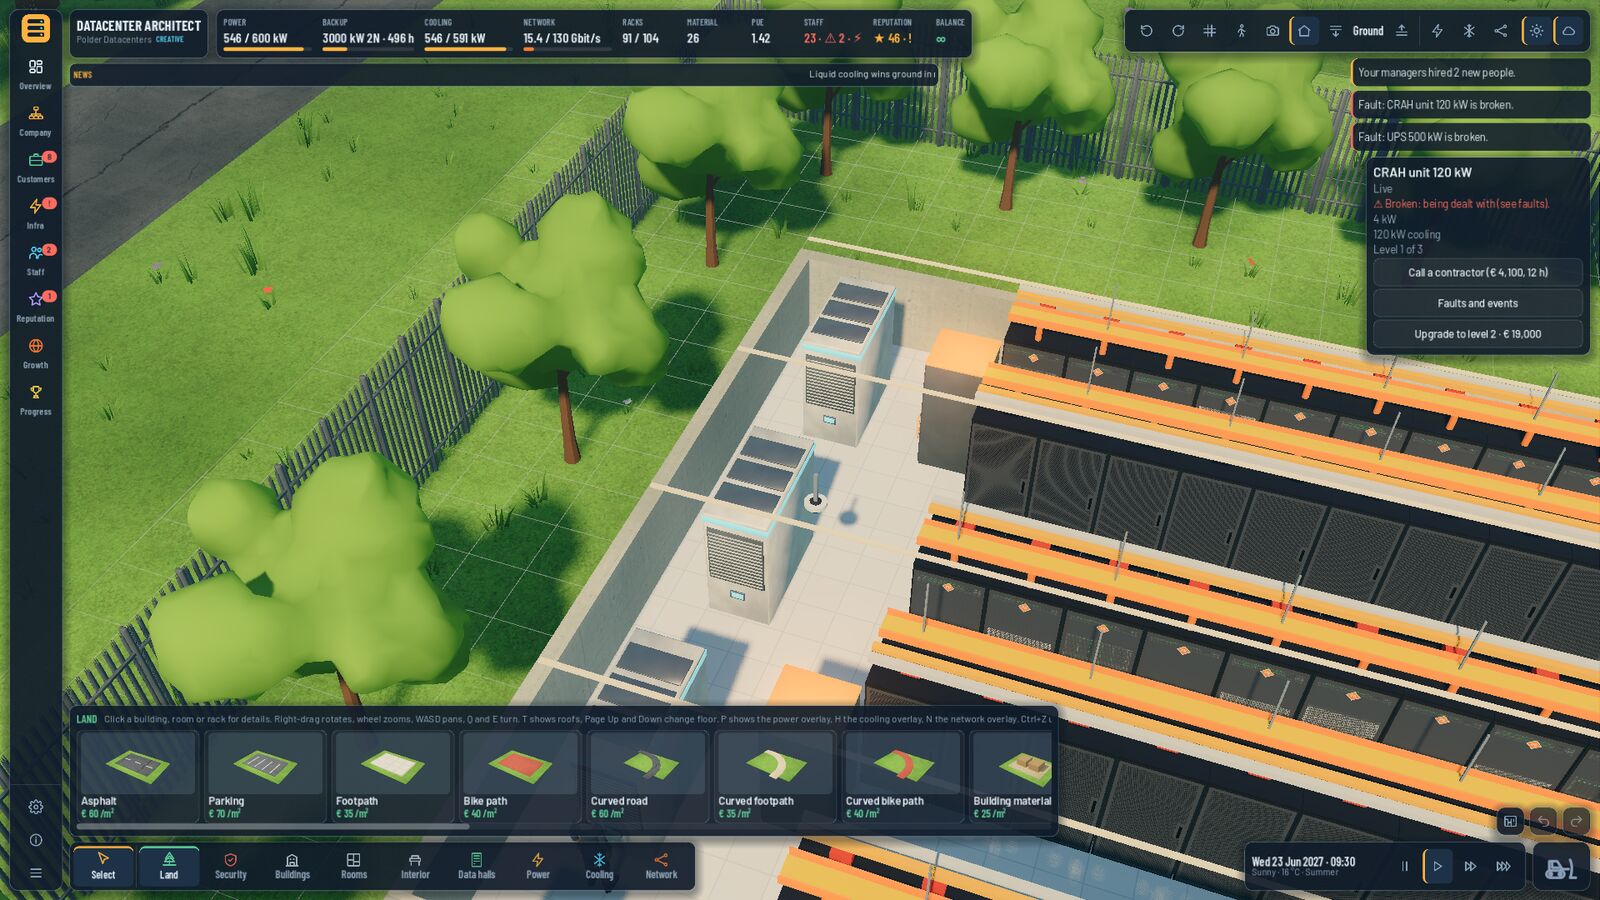 DATACENTER ARCHITECT
Polder Datacenters CREATIVE
POWER
546 / 600 kW
BACKUP
3000 kW 2N · 496 h
COOLING
546 / 591 kW
NETWORK
15.4 / 130 Gbit/s
RACKS
91 / 104
MATERIAL
26
PUE
1.42
STAFF
23 · ⚠ 2 · ⚡
REPUTATION
★ 46 · !
BALANCE
∞
Ground
NEWS
Liquid cooling wins ground in
Overview
Company
Customers
8
Infra
!
Staff
2
Reputation
1
Growth
Progress
Your managers hired 2 new people.
Fault: CRAH unit 120 kW is broken.
Fault: UPS 500 kW is broken.
CRAH unit 120 kW
Live
⚠ Broken: being dealt with (see faults).
4 kW
120 kW cooling
Level 1 of 3
Call a contractor (€ 4,100, 12 h)
Faults and events
Upgrade to level 2 · € 19,000
LAND Click a building, room or rack for details. Right-drag rotates, wheel zooms, WASD pans, Q and E turn. T shows roofs, Page Up and Down change floor. P shows the power overlay, H the cooling overlay, N the network overlay. Ctrl+Z
Asphalt
€ 60 /m²
Parking
€ 70 /m²
Footpath
€ 35 /m²
Bike path
€ 40 /m²
Curved road
€ 60 /m²
Curved footpath
€ 35 /m²
Curved bike path
€ 40 /m²
Building material
€ 25 /m²
Select
Land
Security
Buildings
Rooms
Interior
Data halls
Power
Cooling
Network
Wed 23 Jun 2027 · 09:30
Sunny · 16 °C · Summer